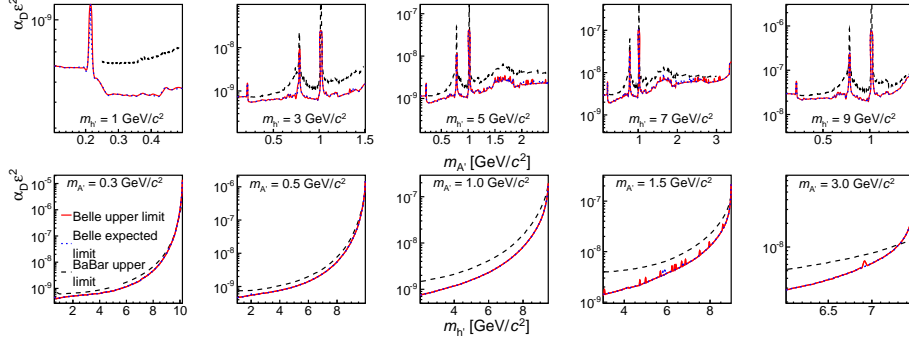 α_D ε²
10⁻⁹
0.1 0.2 0.3 0.4
m_h' = 1 GeV/c²
10⁻⁸
10⁻⁹
0.5 1 1.5
m_h' = 3 GeV/c²
10⁻⁷
10⁻⁸
10⁻⁹
0.5 1 1.5 2
m_h' = 5 GeV/c²
10⁻⁷
10⁻⁸
10⁻⁹
1 2 3
m_h' = 7 GeV/c²
10⁻⁶
10⁻⁷
10⁻⁸
10⁻⁹
0.5 1
m_h' = 9 GeV/c²
m_A' [GeV/c²]
α_D ε²
10⁻⁵
10⁻⁶
10⁻⁷
10⁻⁸
10⁻⁹
m_A' = 0.3 GeV/c²
Belle upper limit
Belle expected
limit
BaBar upper
limit
2 4 6 8 10
10⁻⁶
10⁻⁷
10⁻⁸
10⁻⁹
m_A' = 0.5 GeV/c²
2 4 6 8
10⁻⁷
10⁻⁸
10⁻⁹
m_A' = 1.0 GeV/c²
4 6 8
10⁻⁷
10⁻⁸
10⁻⁹
m_A' = 1.5 GeV/c²
4 6 8
10⁻⁸
m_A' = 3.0 GeV/c²
6.5 7
m_h' [GeV/c²]